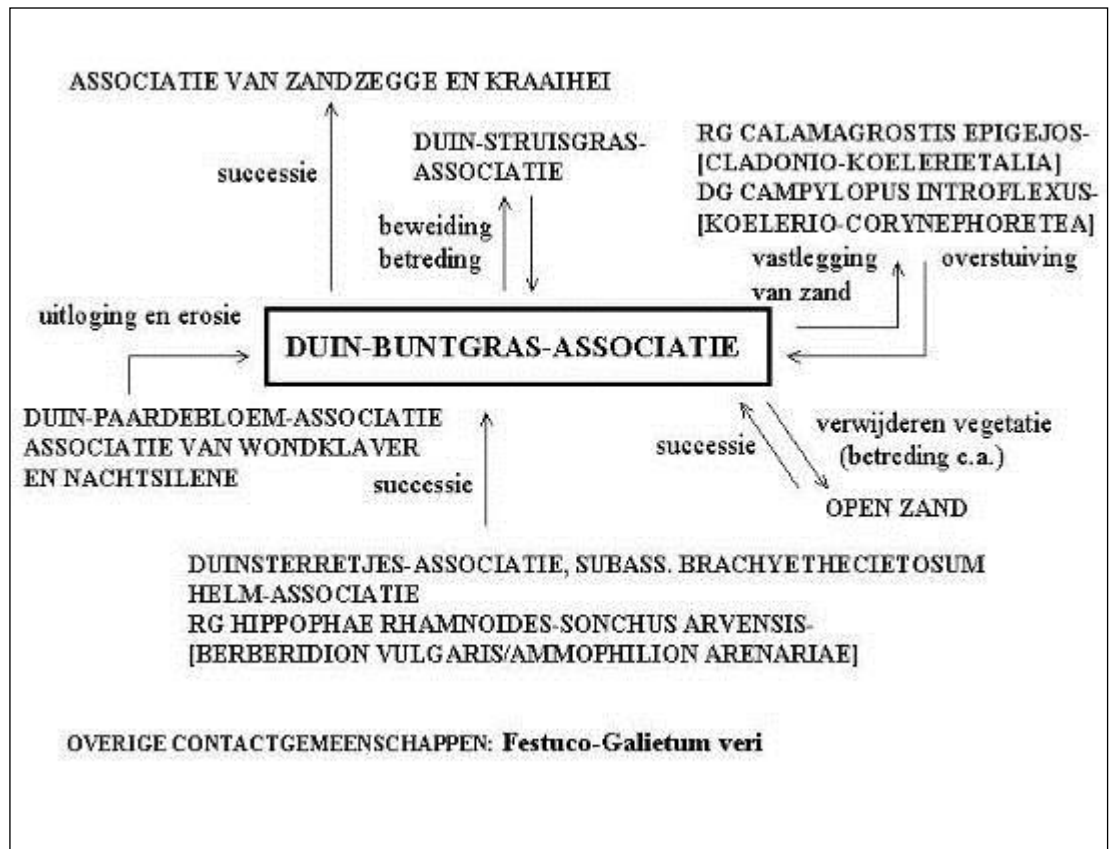 ASSOCIATIE VAN ZANDZEGGE EN KRAAIHEI
successie
DUIN-STRUISGRAS-
ASSOCIATIE
beweiding
betreding
RG CALAMAGROSTIS EPIGEJOS-
[CLADONIO-KOELERIETALIA]
DG CAMPYLOPUS INTROFLEXUS-
[KOELERIO-CORYNEPHORETEA]
vastlegging
van zand
overstuiving
uitloging en erosie
DUIN-BUNTGRAS-ASSOCIATIE
DUIN-PAARDEBLOEM-ASSOCIATIE
ASSOCIATIE VAN WONDKLAVER
EN NACHTSILENE
successie
successie
verwijderen vegetatie
(betreding e.a.)
OPEN ZAND
DUINSTERRETJES-ASSOCIATIE, SUBASS. BRACHYETHECIETOSUM
HELM-ASSOCIATIE
RG HIPPOPHAE RHAMNOIDES-SONCHUS ARVENSIS-
[BERBERIDION VULGARIS/AMMOPHILION ARENARIAE]
OVERIGE CONTACTGEMEENSCHAPPEN: Festuco-Galietum veri